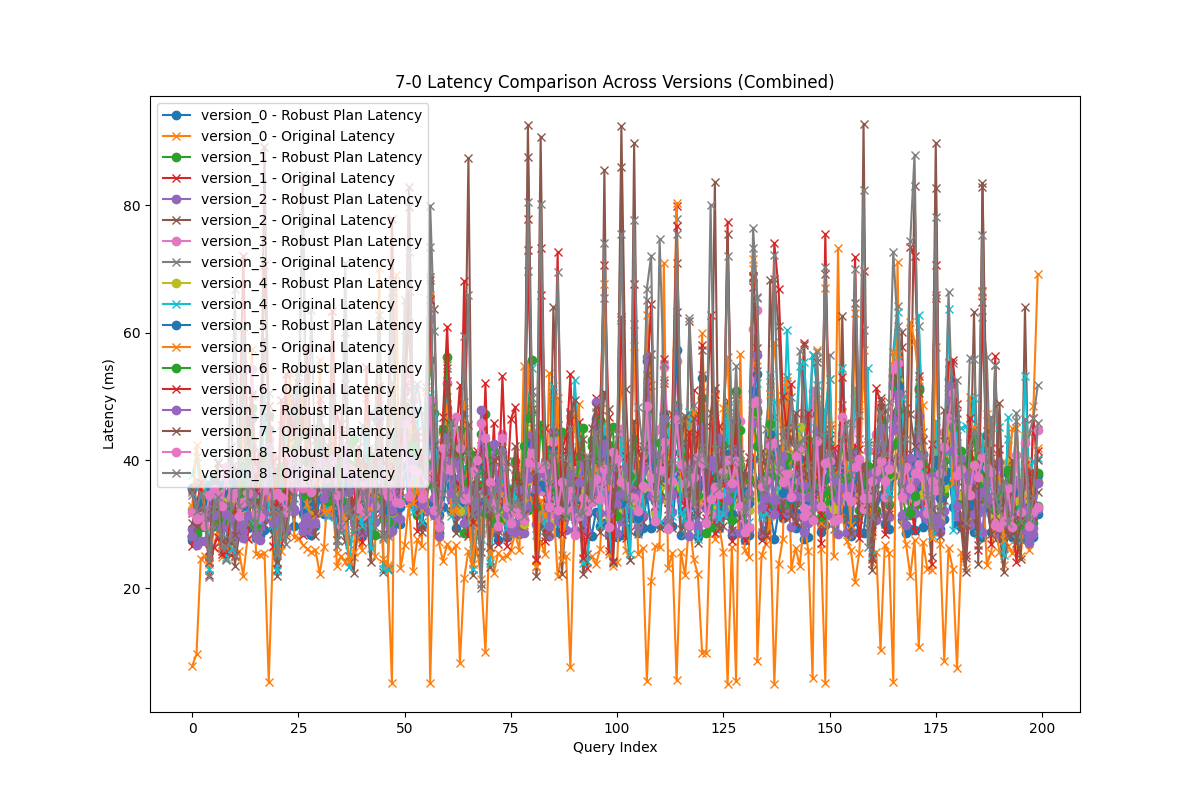 7-0 Latency Comparison Across Versions (Combined)
version_0 - Robust Plan Latency
version_0 - Original Latency
version_1 - Robust Plan Latency
version_1 - Original Latency
version_2 - Robust Plan Latency
version_2 - Original Latency
version_3 - Robust Plan Latency
version_3 - Original Latency
version_4 - Robust Plan Latency
version_4 - Original Latency
version_5 - Robust Plan Latency
version_5 - Original Latency
version_6 - Robust Plan Latency
version_6 - Original Latency
version_7 - Robust Plan Latency
version_7 - Original Latency
version_8 - Robust Plan Latency
version_8 - Original Latency
80
60
40
20
Latency (ms)
0 25 50 75 100 125 150 175 200
Query Index